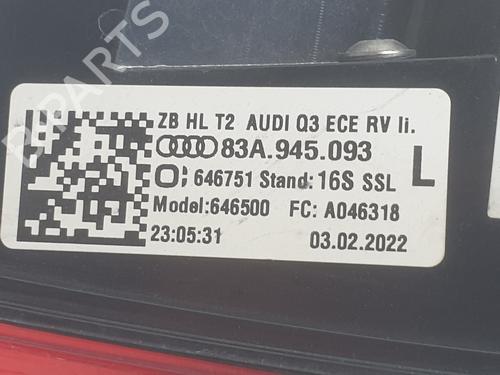 ZB HL T2 AUDI Q3 ECE RV li.
83A.945.093
646751 Stand: 16S SSL L
Model:646500 FC: A046318
23:05:31 03.02.2022
B-PARTS